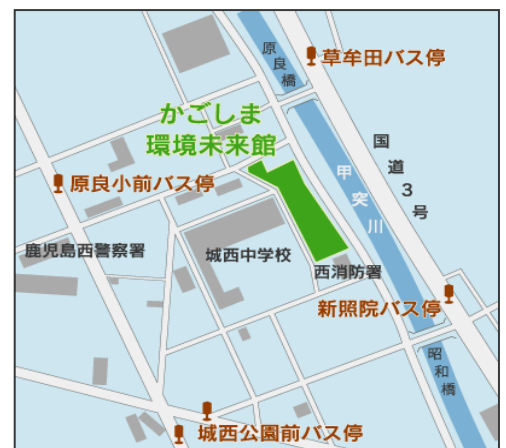 原良橋
草牟田バス停
かごしま
環境未来館
国道3号
原良小前バス停
甲突川
鹿児島西警察署
城西中学校
西消防署
新照院バス停
昭和橋
城西公園前バス停